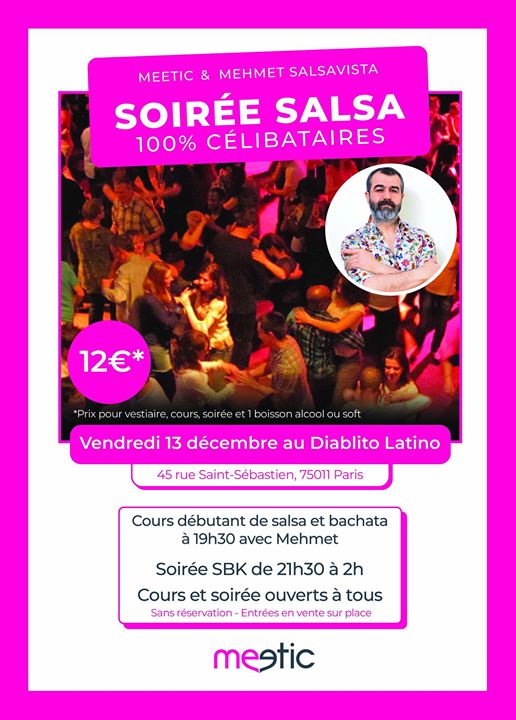 MEETIC & MEHMET SALSAVISTA
SOIRÉE SALSA
100% CÉLIBATAIRES
12€*
*Prix pour vestiaire, cours, soirée et 1 boisson alcool ou soft
Vendredi 13 décembre au Diablito Latino
45 rue Saint-Sébastien, 75011 Paris
Cours débutant de salsa et bachata
à 19h30 avec Mehmet
Soirée SBK de 21h30 à 2h
Cours et soirée ouverts à tous
Sans réservation - Entrées en vente sur place
meetic